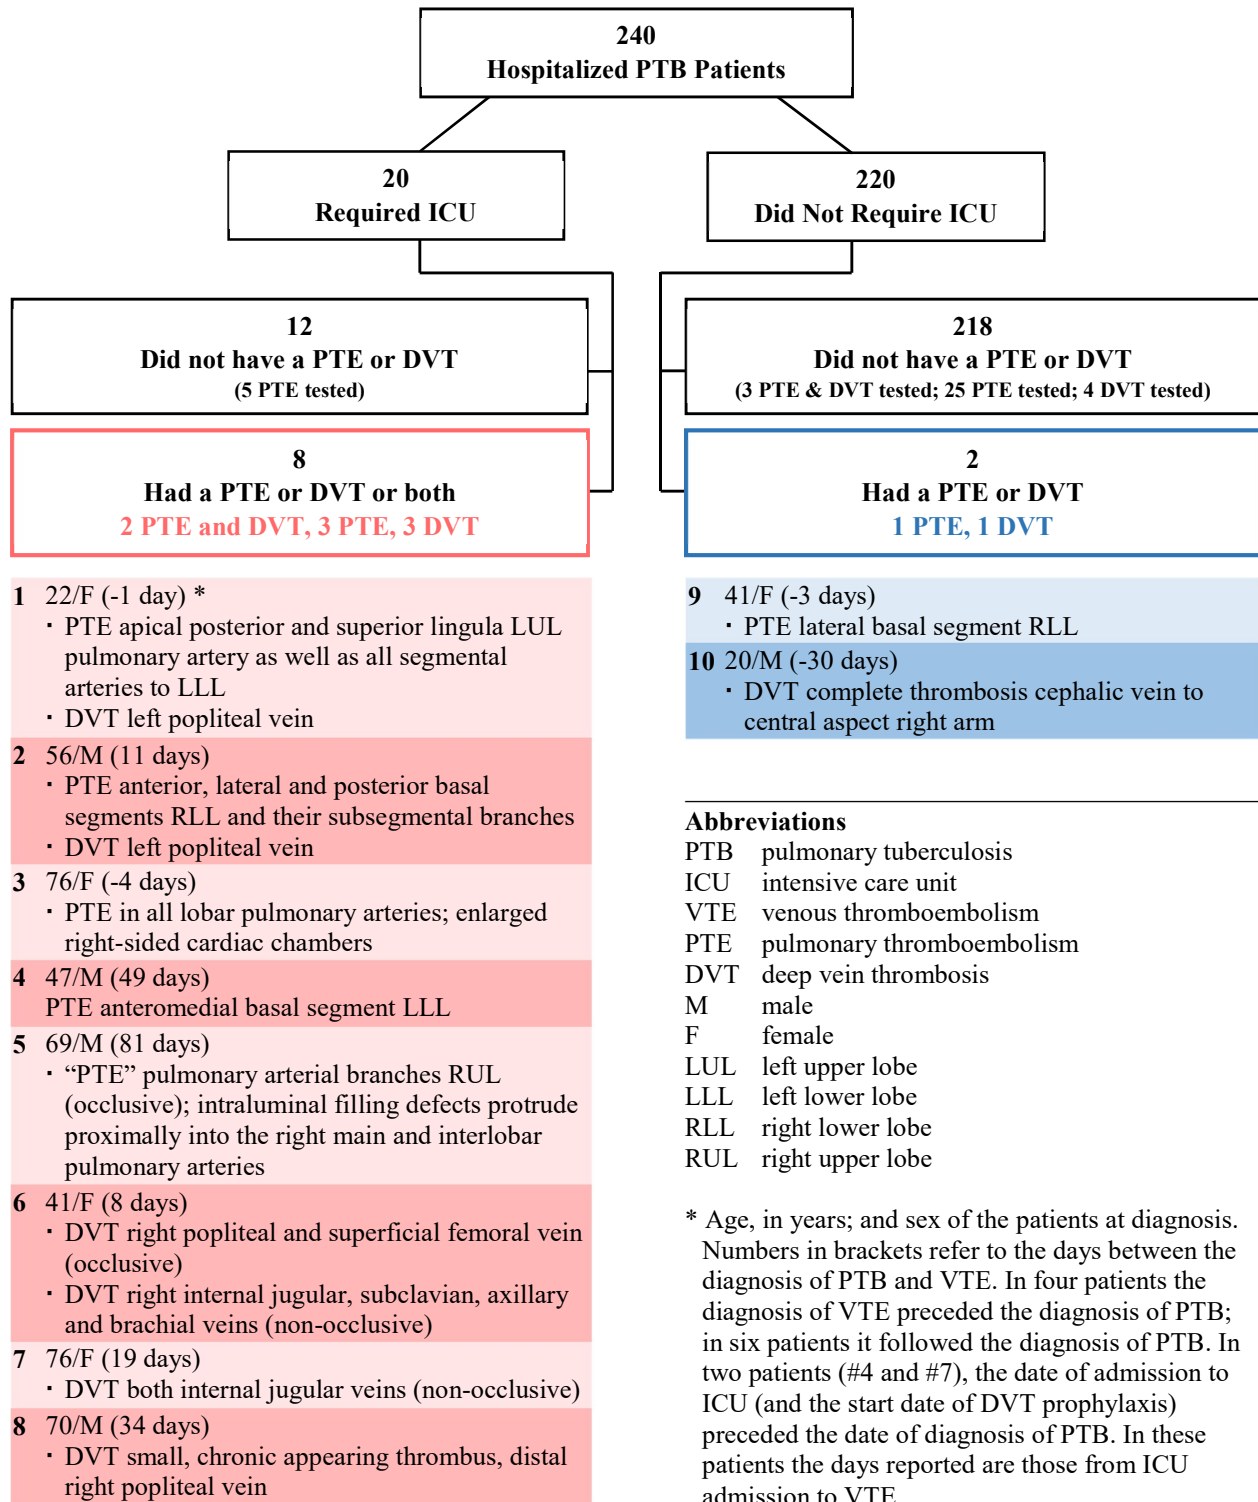 240
Hospitalized PTB Patients
20
Required ICU
220
Did Not Require ICU
12
Did not have a PTE or DVT
(5 PTE tested)
218
Did not have a PTE or DVT
(3 PTE & DVT tested; 25 PTE tested; 4 DVT tested)
8
Had a PTE or DVT or both
2 PTE and DVT, 3 PTE, 3 DVT
2
Had a PTE or DVT
1 PTE, 1 DVT
1 22/F (-1 day) *
· PTE apical posterior and superior lingula LUL
pulmonary artery as well as all segmental
arteries to LLL
· DVT left popliteal vein
2 56/M (11 days)
· PTE anterior, lateral and posterior basal
segments RLL and their subsegmental branches
· DVT left popliteal vein
3 76/F (-4 days)
· PTE in all lobar pulmonary arteries; enlarged
right-sided cardiac chambers
4 47/M (49 days)
PTE anteromedial basal segment LLL
5 69/M (81 days)
· “PTE” pulmonary arterial branches RUL
(occlusive); intraluminal filling defects protrude
proximally into the right main and interlobar
pulmonary arteries
6 41/F (8 days)
· DVT right popliteal and superficial femoral vein
(occlusive)
· DVT right internal jugular, subclavian, axillary
and brachial veins (non-occlusive)
7 76/F (19 days)
· DVT both internal jugular veins (non-occlusive)
8 70/M (34 days)
· DVT small, chronic appearing thrombus, distal
right popliteal vein
9 41/F (-3 days)
· PTE lateral basal segment RLL
10 20/M (-30 days)
· DVT complete thrombosis cephalic vein to
central aspect right arm
Abbreviations
PTB pulmonary tuberculosis
ICU intensive care unit
VTE venous thromboembolism
PTE pulmonary thromboembolism
DVT deep vein thrombosis
M male
F female
LUL left upper lobe
LLL left lower lobe
RLL right lower lobe
RUL right upper lobe
* Age, in years; and sex of the patients at diagnosis.
Numbers in brackets refer to the days between the
diagnosis of PTB and VTE. In four patients the
diagnosis of VTE preceded the diagnosis of PTB;
in six patients it followed the diagnosis of PTB. In
two patients (#4 and #7), the date of admission to
ICU (and the start date of DVT prophylaxis)
preceded the date of diagnosis of PTB. In these
patients the days reported are those from ICU
admission to VTE